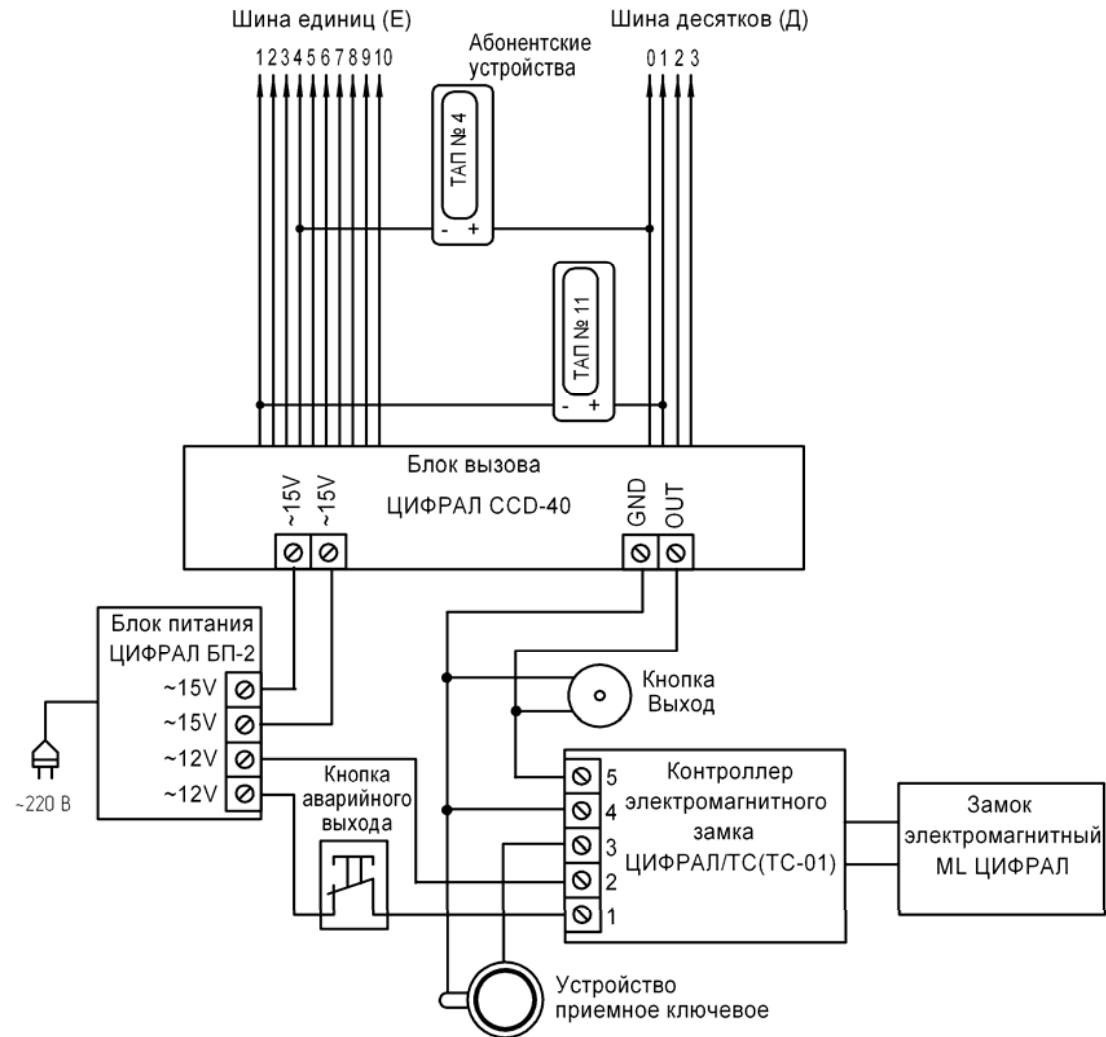 Шина единиц (Е)
Шина десятков (Д)
1 2 3 4 5 6 7 8 9 10
Абонентские
устройства
0 1 2 3
ТАП № 4
- +
ТАП № 11
- +
Блок вызова
ЦИФРАЛ CCD-40
~15V
~15V
GND
OUT
Блок питания
ЦИФРАЛ БП-2
~15V
~15V
~12V
~12V
~220 В
Кнопка
Выход
Кнопка
аварийного
выхода
5
4
3
2
1
Контроллер
электромагнитного
замка
ЦИФРАЛ/ТС(ТС-01)
Замок
электромагнитный
ML ЦИФРАЛ
Устройство
приемное ключевое